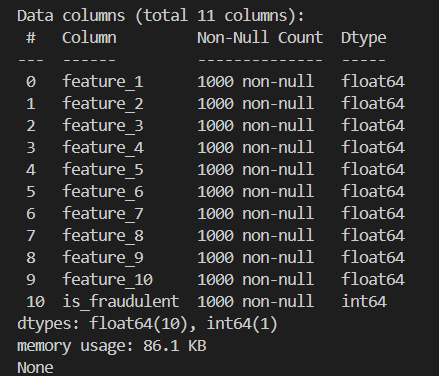 Data columns (total 11 columns):
 #   Column         Non-Null Count  Dtype
---  ------         --------------  -----
 0   feature_1      1000 non-null   float64
 1   feature_2      1000 non-null   float64
 2   feature_3      1000 non-null   float64
 3   feature_4      1000 non-null   float64
 4   feature_5      1000 non-null   float64
 5   feature_6      1000 non-null   float64
 6   feature_7      1000 non-null   float64
 7   feature_8      1000 non-null   float64
 8   feature_9      1000 non-null   float64
 9   feature_10     1000 non-null   float64
 10  is_fraudulent  1000 non-null   int64
dtypes: float64(10), int64(1)
memory usage: 86.1 KB
None